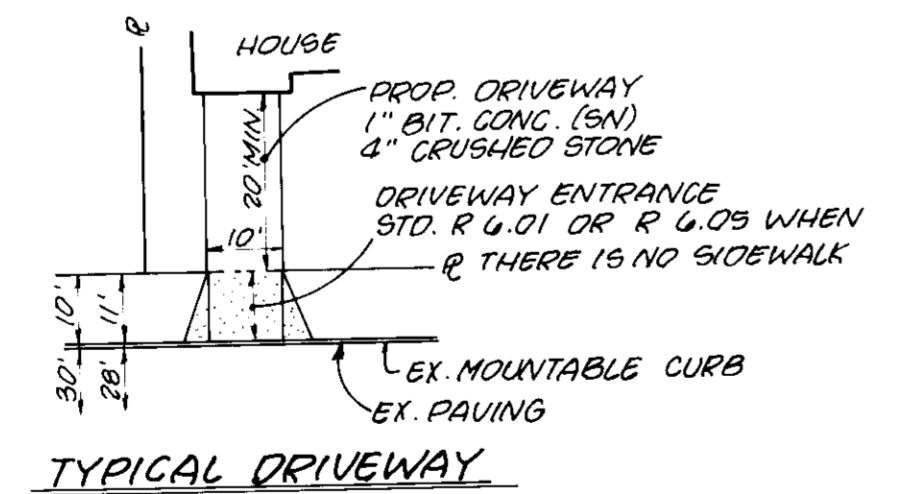 ℞
HOUSE
PROP. DRIVEWAY
1" BIT. CONC. (SN)
4" CRUSHED STONE
20' MIN.
DRIVEWAY ENTRANCE
STD. R 6.01 OR R 6.05 WHEN
℞ THERE IS NO SIDEWALK
10'
10' 11'
30' 28'
EX. MOUNTABLE CURB
EX. PAVING
TYPICAL DRIVEWAY